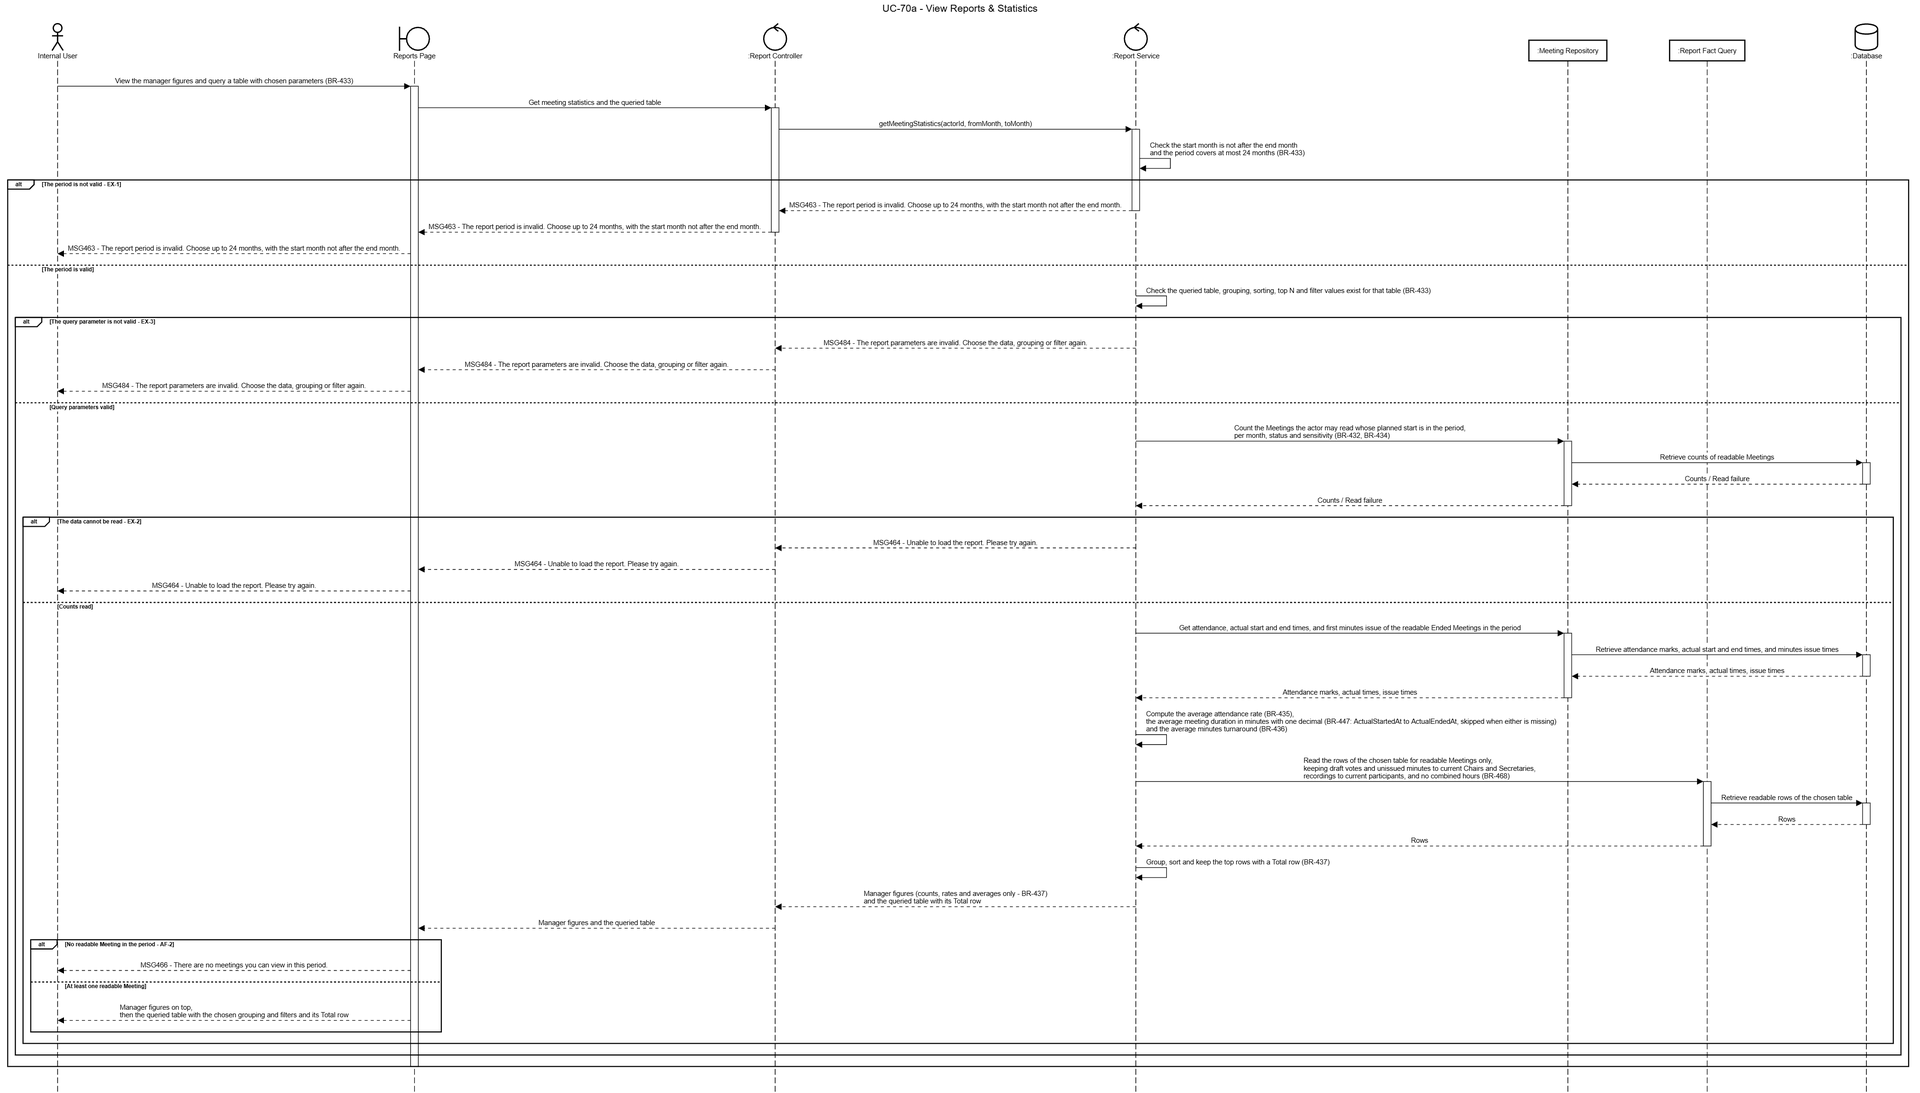 UC-70a - View Reports & Statistics
Internal User
Reports Page
:Report Controller
:Report Service
:Meeting Repository
:Report Fact Query
:Database
View the manager figures and query a table with chosen parameters (BR-433)
Get meeting statistics and the queried table
getMeetingStatistics(actorId, fromMonth, toMonth)
Check the start month is not after the end month
and the period covers at most 24 months (BR-433)
alt
[The period is not valid - EX-1]
MSG463 - The report period is invalid. Choose up to 24 months, with the start month not after the end month.
MSG463 - The report period is invalid. Choose up to 24 months, with the start month not after the end month.
MSG463 - The report period is invalid. Choose up to 24 months, with the start month not after the end month.
[The period is valid]
Check the queried table, grouping, sorting, top N and filter values exist for that table (BR-433)
alt
[The query parameter is not valid - EX-3]
MSG484 - The report parameters are invalid. Choose the data, grouping or filter again.
MSG484 - The report parameters are invalid. Choose the data, grouping or filter again.
MSG484 - The report parameters are invalid. Choose the data, grouping or filter again.
[Query parameters valid]
Count the Meetings the actor may read whose planned start is in the period,
per month, status and sensitivity (BR-432, BR-434)
Retrieve counts of readable Meetings
Counts / Read failure
Counts / Read failure
alt
[The data cannot be read - EX-2]
MSG464 - Unable to load the report. Please try again.
MSG464 - Unable to load the report. Please try again.
MSG464 - Unable to load the report. Please try again.
[Counts read]
Get attendance, actual start and end times, and first minutes issue of the readable Ended Meetings in the period
Retrieve attendance marks, actual start and end times, and minutes issue times
Attendance marks, actual times, issue times
Attendance marks, actual times, issue times
Compute the average attendance rate (BR-435),
the average meeting duration in minutes with one decimal (BR-447: ActualStartedAt to ActualEndedAt, skipped when either is missing)
and the average minutes turnaround (BR-436)
Read the rows of the chosen table for readable Meetings only,
keeping draft votes and unissued minutes to current Chairs and Secretaries,
recordings to current participants, and no combined hours (BR-468)
Retrieve readable rows of the chosen table
Rows
Rows
Group, sort and keep the top rows with a Total row (BR-437)
Manager figures (counts, rates and averages only - BR-437)
and the queried table with its Total row
Manager figures and the queried table
alt
[No readable Meeting in the period - AF-2]
MSG466 - There are no meetings you can view in this period.
[At least one readable Meeting]
Manager figures on top,
then the queried table with the chosen grouping and filters and its Total row